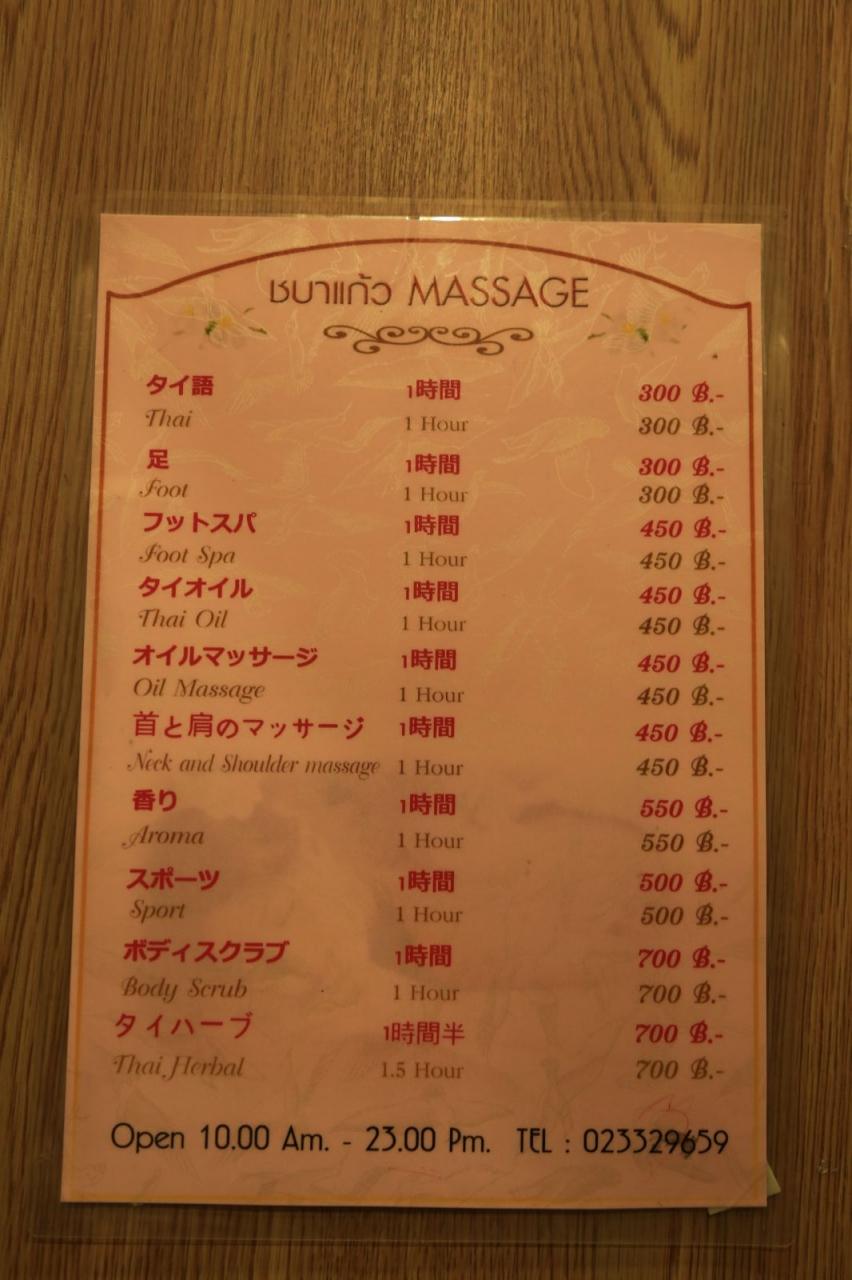 ชบาแก้ว MASSAGE
タイ語 1時間 300 ฿.-
Thai 1 Hour 300 ฿.-
足 1時間 300 ฿.-
Foot 1 Hour 300 ฿.-
フットスパ 1時間 450 ฿.-
Foot Spa 1 Hour 450 ฿.-
タイオイル 1時間 450 ฿.-
Thai Oil 1 Hour 450 ฿.-
オイルマッサージ 1時間 450 ฿.-
Oil Massage 1 Hour 450 ฿.-
首と肩のマッサージ 1時間 450 ฿.-
Neck and Shoulder massage 1 Hour 450 ฿.-
香り 1時間 550 ฿.-
Aroma 1 Hour 550 ฿.-
スポーツ 1時間 500 ฿.-
Sport 1 Hour 500 ฿.-
ボディスクラブ 1時間 700 ฿.-
Body Scrub 1 Hour 700 ฿.-
タイハーブ 1時間半 700 ฿.-
Thai Herbal 1.5 Hour 700 ฿.-
Open 10.00 Am. - 23.00 Pm. TEL : 023329659